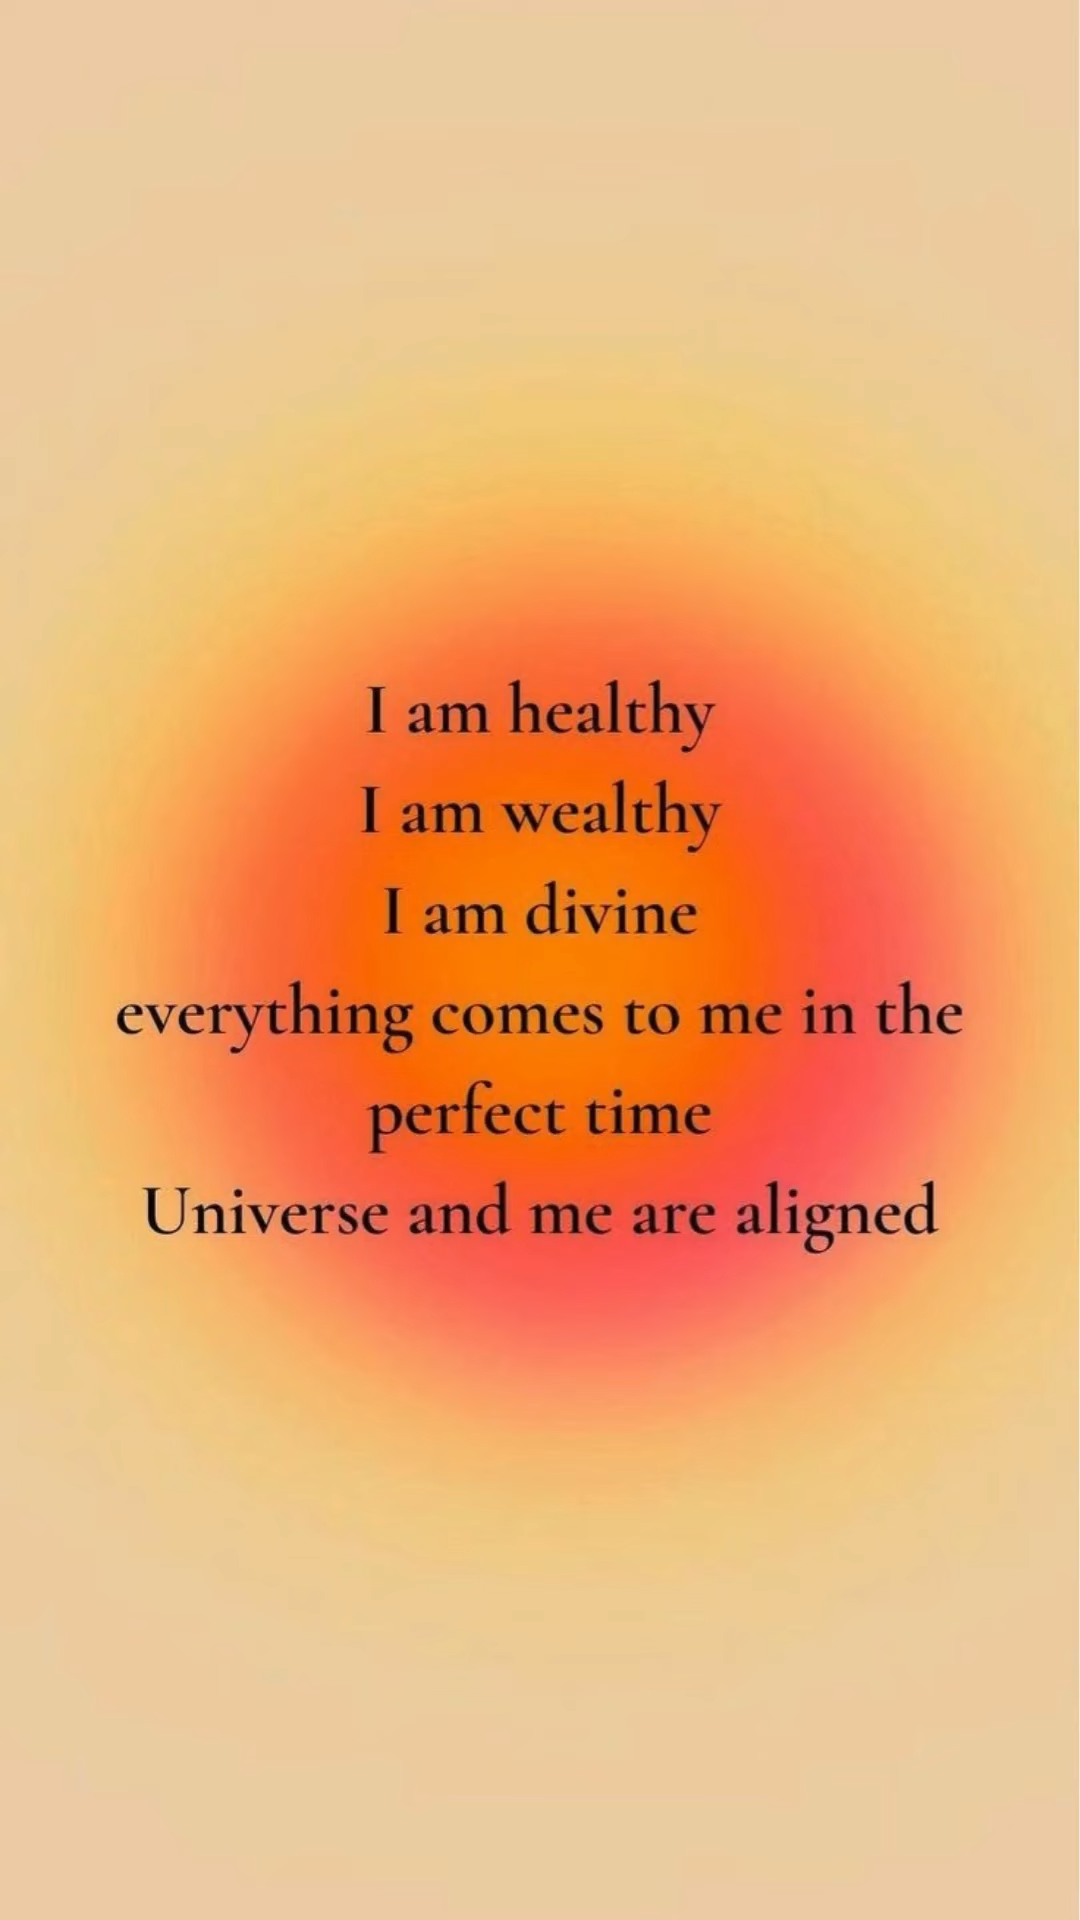 I am healthy
I am wealthy
I am divine
everything comes to me in the
perfect time
Universe and me are aligned